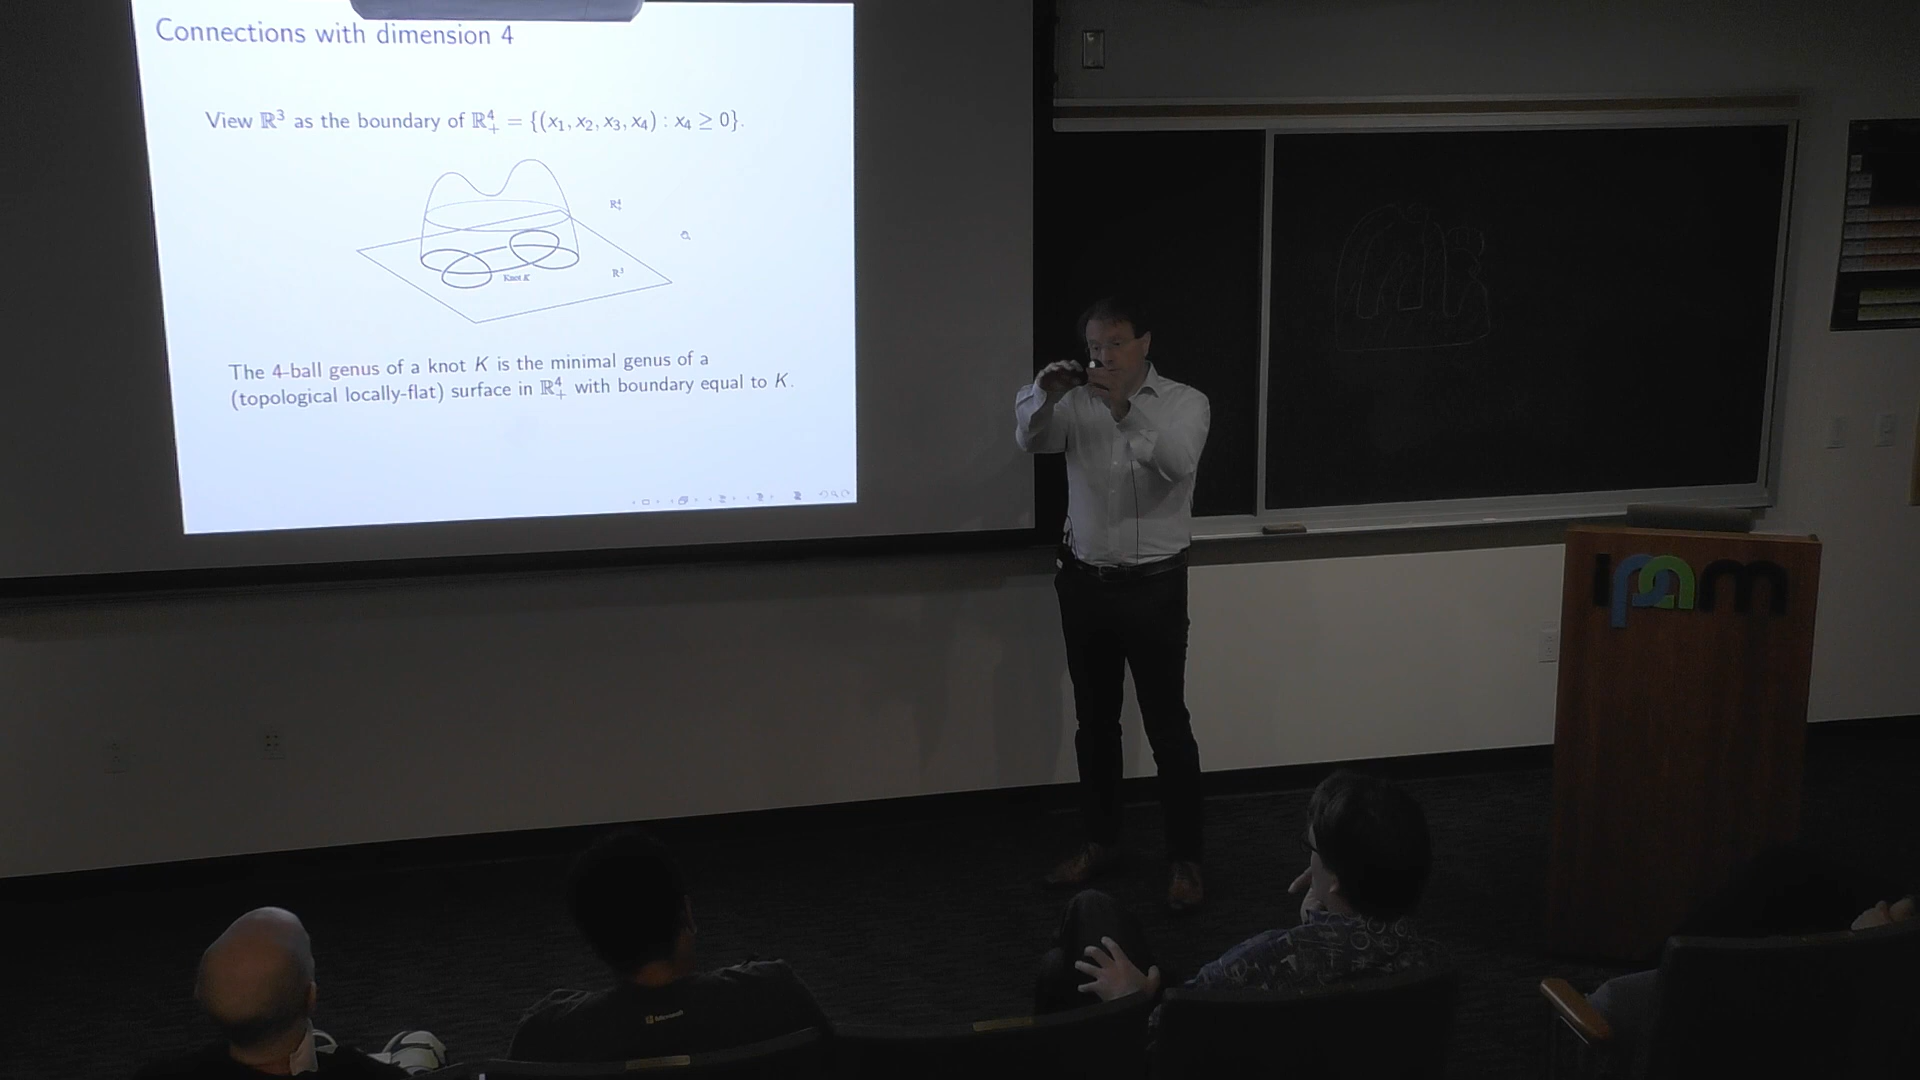 Connections with dimension 4
View ℝ³ as the boundary of ℝ⁴₊ = {(x₁, x₂, x₃, x₄) : x₄ ≥ 0}.
ℝ⁴₊
ℝ³
Knot K
The 4-ball genus of a knot K is the minimal genus of a
(topological locally-flat) surface in ℝ⁴₊ with boundary equal to K.
ipam
Microsoft